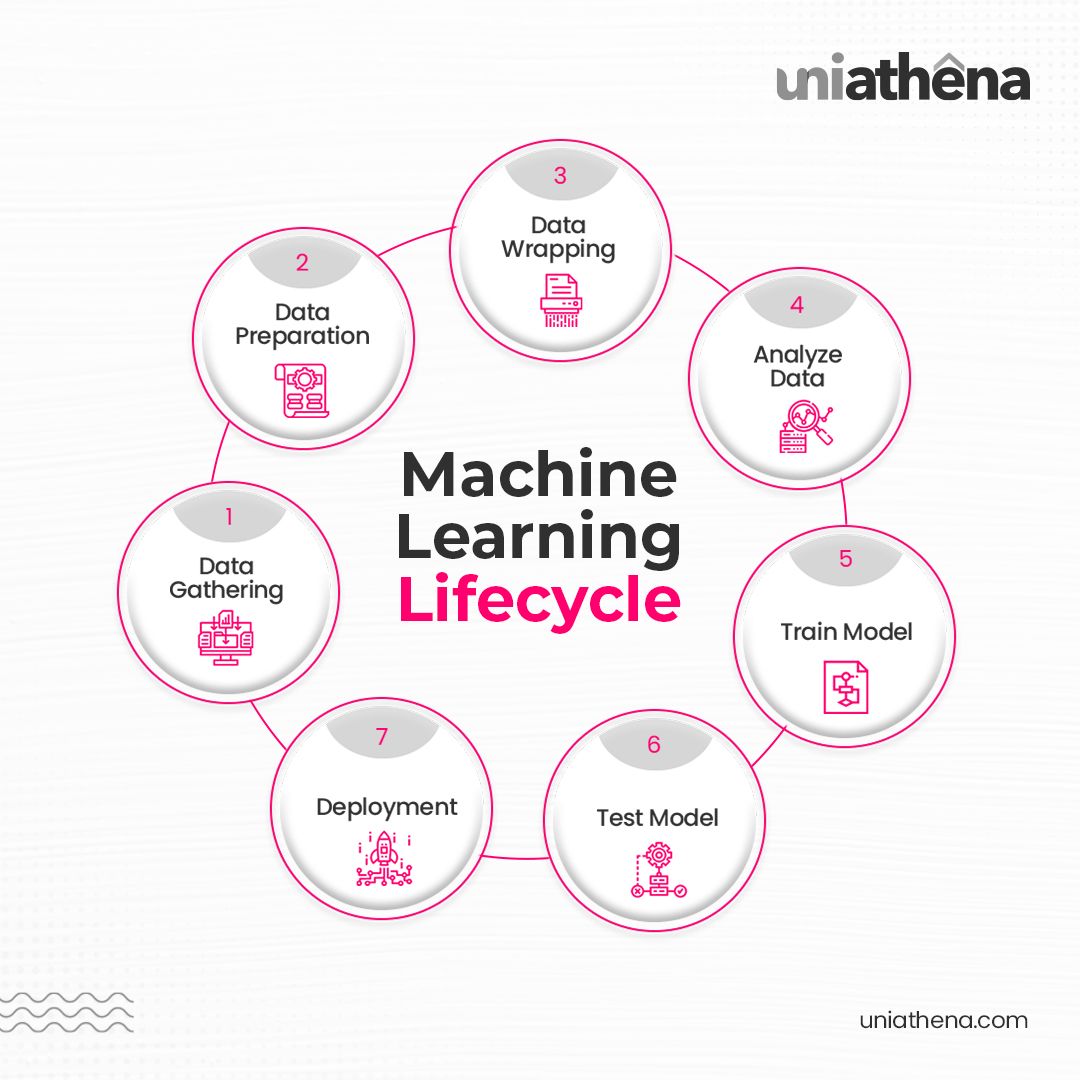 uniathêna
Machine
Learning
Lifecycle
1
Data
Gathering
2
Data
Preparation
3
Data
Wrapping
4
Analyze
Data
5
Train Model
6
Test Model
7
Deployment
uniathena.com